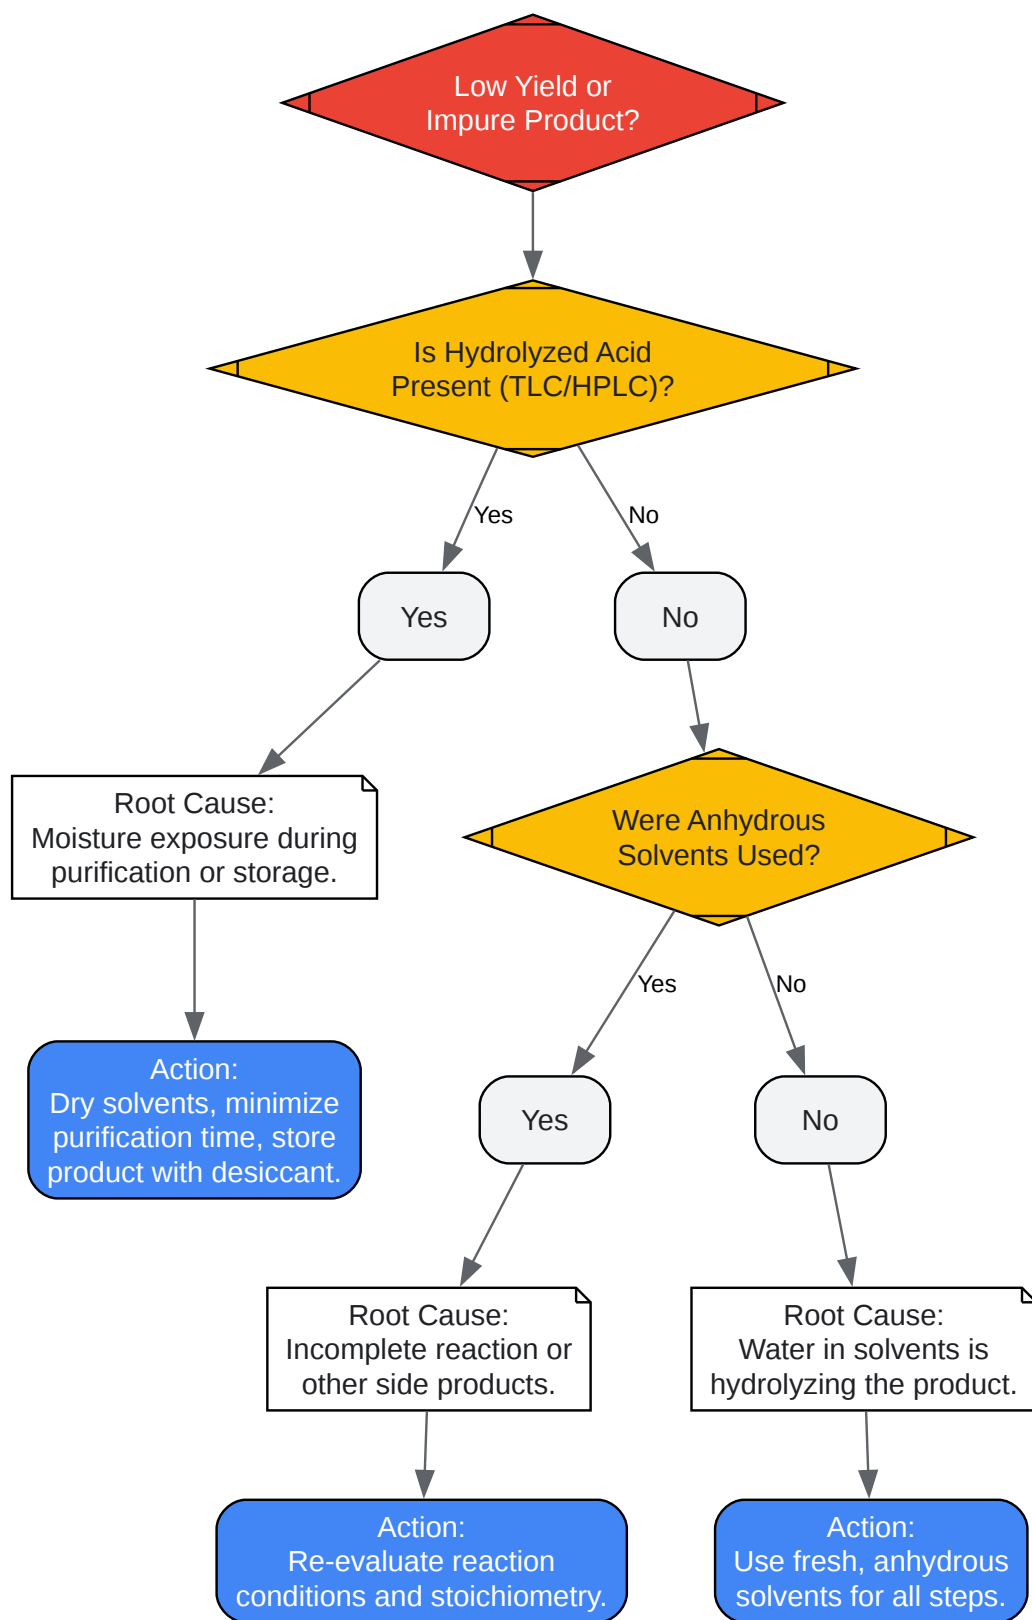 Low Yield or
Impure Product?
Is Hydrolyzed Acid
Present (TLC/HPLC)?
Yes
No
Yes
No
Root Cause:
Moisture exposure during
purification or storage.
Were Anhydrous
Solvents Used?
Yes
No
Action:
Dry solvents, minimize
purification time, store
product with desiccant.
Yes
No
Root Cause:
Incomplete reaction or
other side products.
Root Cause:
Water in solvents is
hydrolyzing the product.
Action:
Re-evaluate reaction
conditions and stoichiometry.
Action:
Use fresh, anhydrous
solvents for all steps.